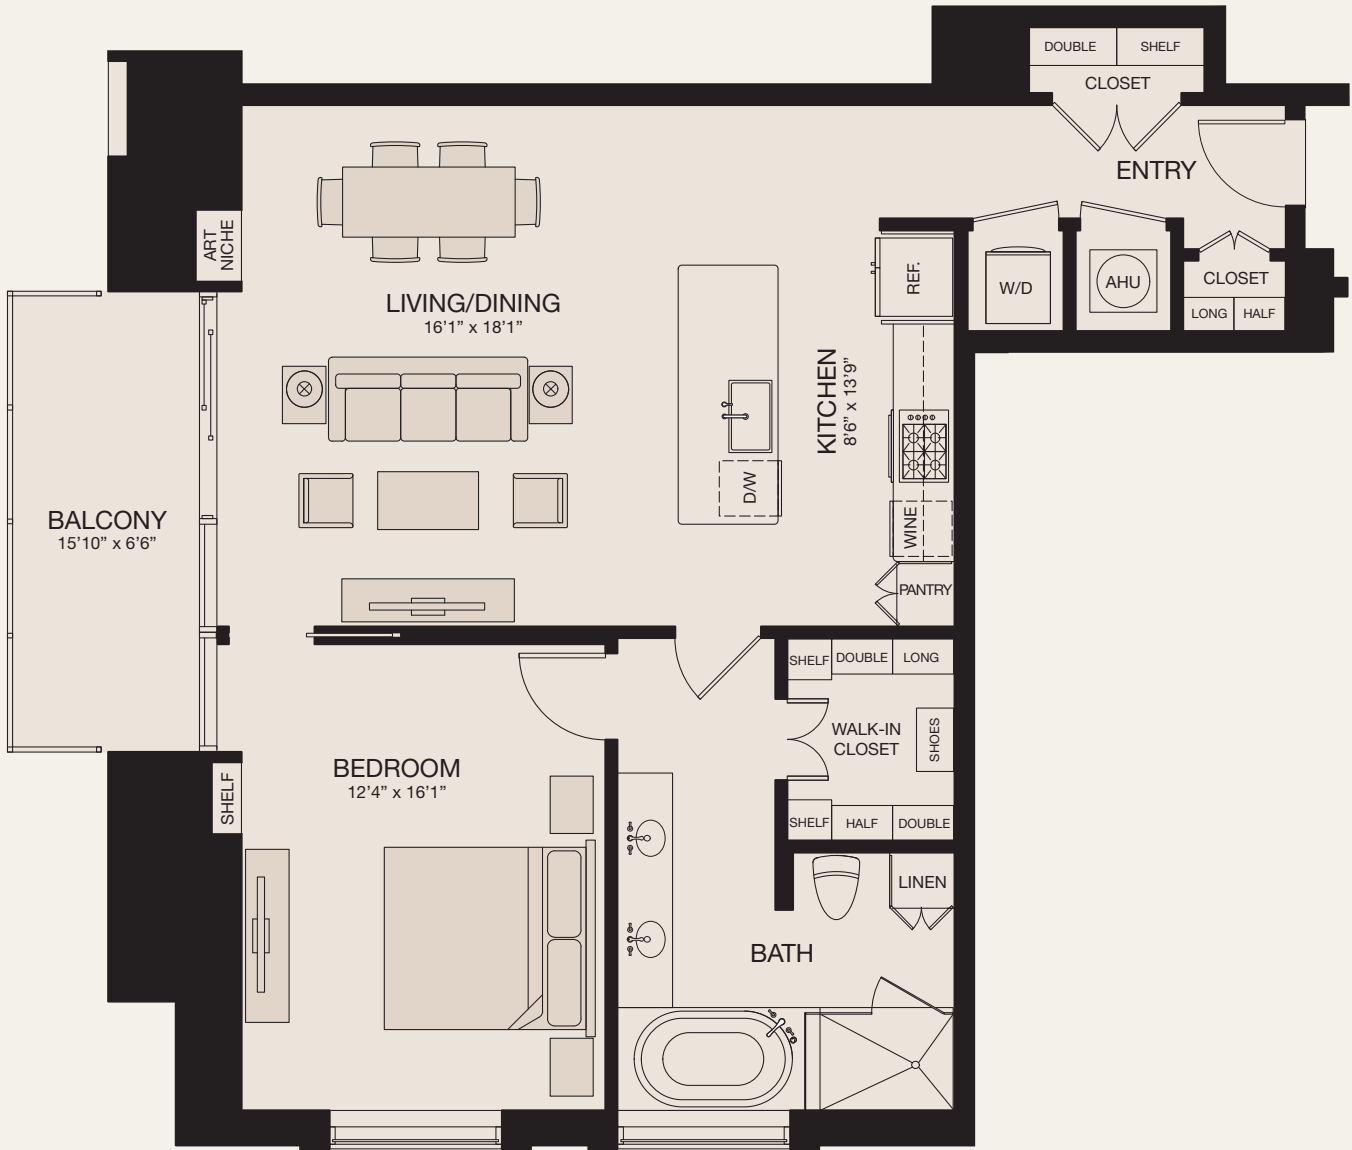 DOUBLE
SHELF
CLOSET
ENTRY
ART
NICHE
REF.
W/D
AHU
CLOSET
LONG
HALF
LIVING/DINING
16’1” x 18’1”
KITCHEN
8’6” x 13’9”
D/W
WINE
PANTRY
BALCONY
15’10” x 6’6”
SHELF
DOUBLE
LONG
WALK-IN
CLOSET
SHOES
SHELF
HALF
DOUBLE
BEDROOM
12’4” x 16’1”
SHELF
LINEN
BATH